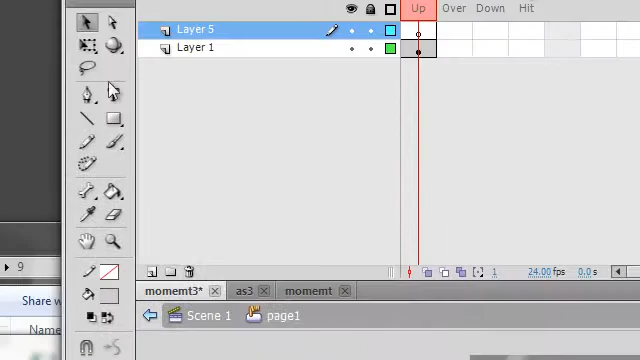 Up Over Down Hit
Layer 5
Layer 1
1 24.00 fps 0.0 s
9
momemt3* as3 momemt
Share w
Scene 1 page1
Name